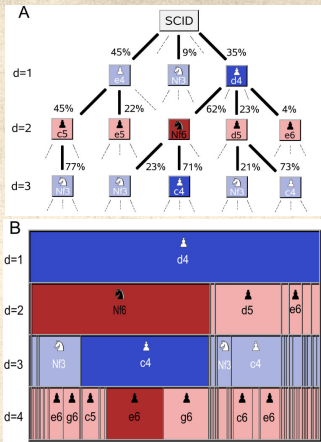 A
SCID
45% 9% 35%
d=1 e4 Nf3 d4
45% 22% 62% 23% 4%
d=2 c5 e5 Nf6 d5 e6
77% 23% 71% 21% 73%
d=3 Nf3 Nf3 c4 Nf3 c4
B
d=1 d4
d=2 Nf6 d5 e6
d=3 Nf3 c4 Nf3 c4
d=4 e6 g6 c5 e6 g6 c6 e6